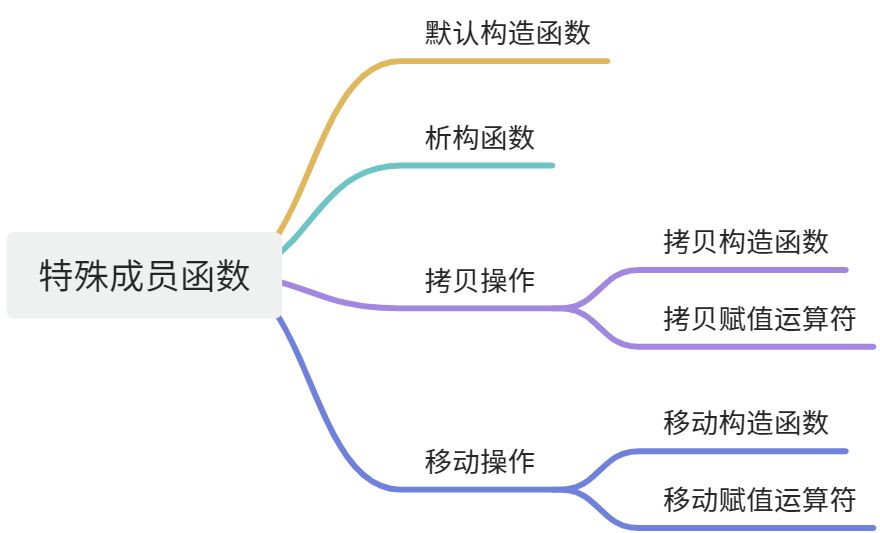 特殊成员函数
默认构造函数
析构函数
拷贝操作
拷贝构造函数
拷贝赋值运算符
移动操作
移动构造函数
移动赋值运算符